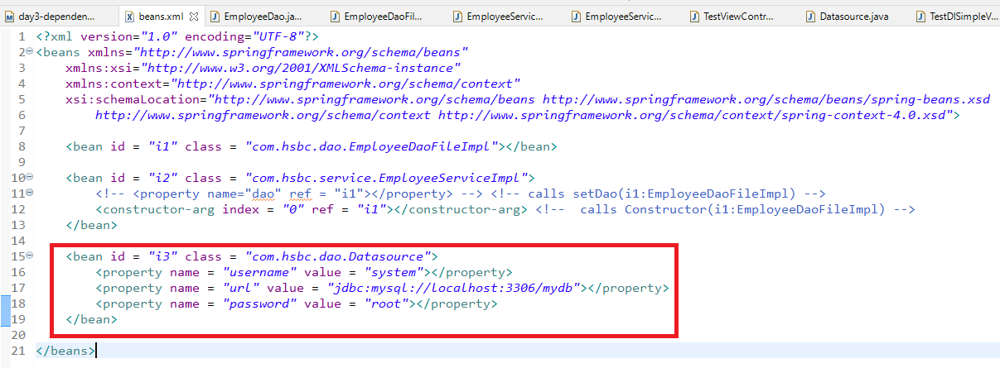 day3-dependen... beans.xml EmployeeDao.ja... EmployeeDaoFil... EmployeeServic... EmployeeServic... TestViewContr... Datasource.java TestDISimpleV...
1 <?xml version="1.0" encoding="UTF-8"?>
2 <beans xmlns="http://www.springframework.org/schema/beans"
3 xmlns:xsi="http://www.w3.org/2001/XMLSchema-instance"
4 xmlns:context="http://www.springframework.org/schema/context"
5 xsi:schemaLocation="http://www.springframework.org/schema/beans http://www.springframework.org/schema/beans/spring-beans.xsd
6 http://www.springframework.org/schema/context http://www.springframework.org/schema/context/spring-context-4.0.xsd">
7
8 <bean id = "i1" class = "com.hsbc.dao.EmployeeDaoFileImpl"></bean>
9
10 <bean id = "i2" class = "com.hsbc.service.EmployeeServiceImpl">
11 <!-- <property name="dao" ref = "i1"></property> --> <!-- calls setDao(i1:EmployeeDaoFileImpl) -->
12 <constructor-arg index = "0" ref = "i1"></constructor-arg> <!--  calls Constructor(i1:EmployeeDaoFileImpl) -->
13 </bean>
14
15 <bean id = "i3" class = "com.hsbc.dao.Datasource">
16 <property name = "username" value = "system"></property>
17 <property name = "url" value = "jdbc:mysql://localhost:3306/mydb"></property>
18 <property name = "password" value = "root"></property>
19 </bean>
20
21 </beans>